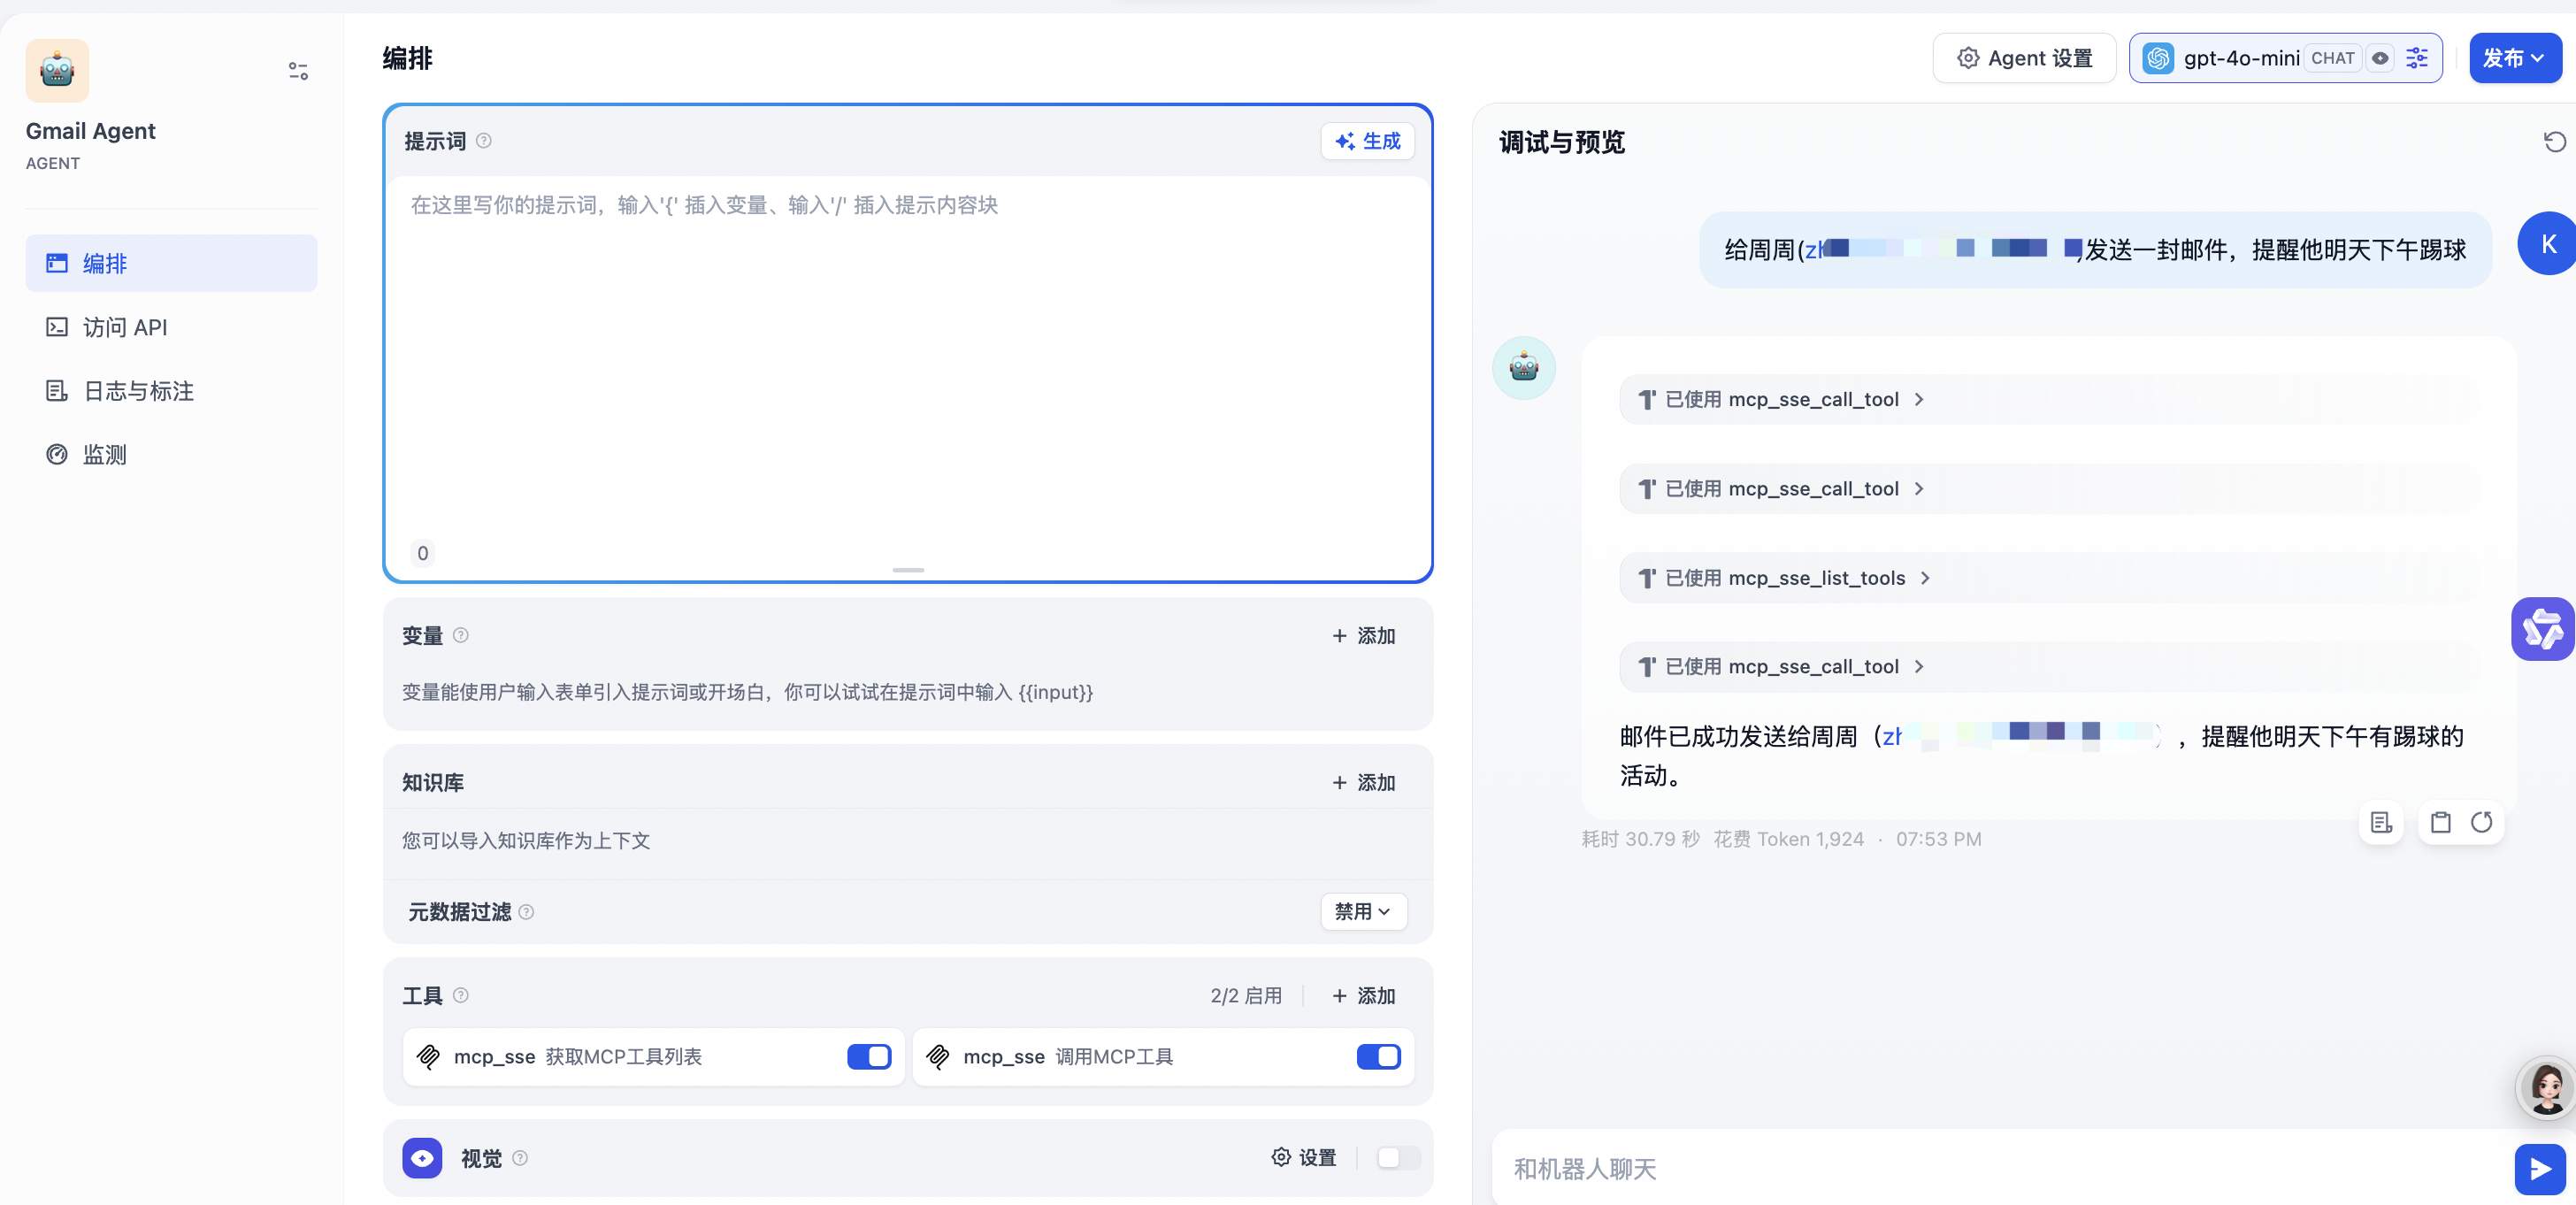 Gmail Agent
AGENT
编排
访问 API
日志与标注
监测
编排
Agent 设置
gpt-4o-mini CHAT
发布
提示词
生成
在这里写你的提示词，输入'{' 插入变量、输入'/' 插入提示内容块
0
变量
+ 添加
变量能使用户输入表单引入提示词或开场白，你可以试试在提示词中输入 {{input}}
知识库
+ 添加
您可以导入知识库作为上下文
元数据过滤
禁用
工具
2/2 启用
+ 添加
mcp_sse 获取MCP工具列表
mcp_sse 调用MCP工具
视觉
设置
调试与预览
给周周(zh )发送一封邮件，提醒他明天下午踢球
K
已使用 mcp_sse_call_tool
已使用 mcp_sse_call_tool
已使用 mcp_sse_list_tools
已使用 mcp_sse_call_tool
邮件已成功发送给周周（zh ），提醒他明天下午有踢球的
活动。
耗时 30.79 秒 花费 Token 1,924 · 07:53 PM
和机器人聊天